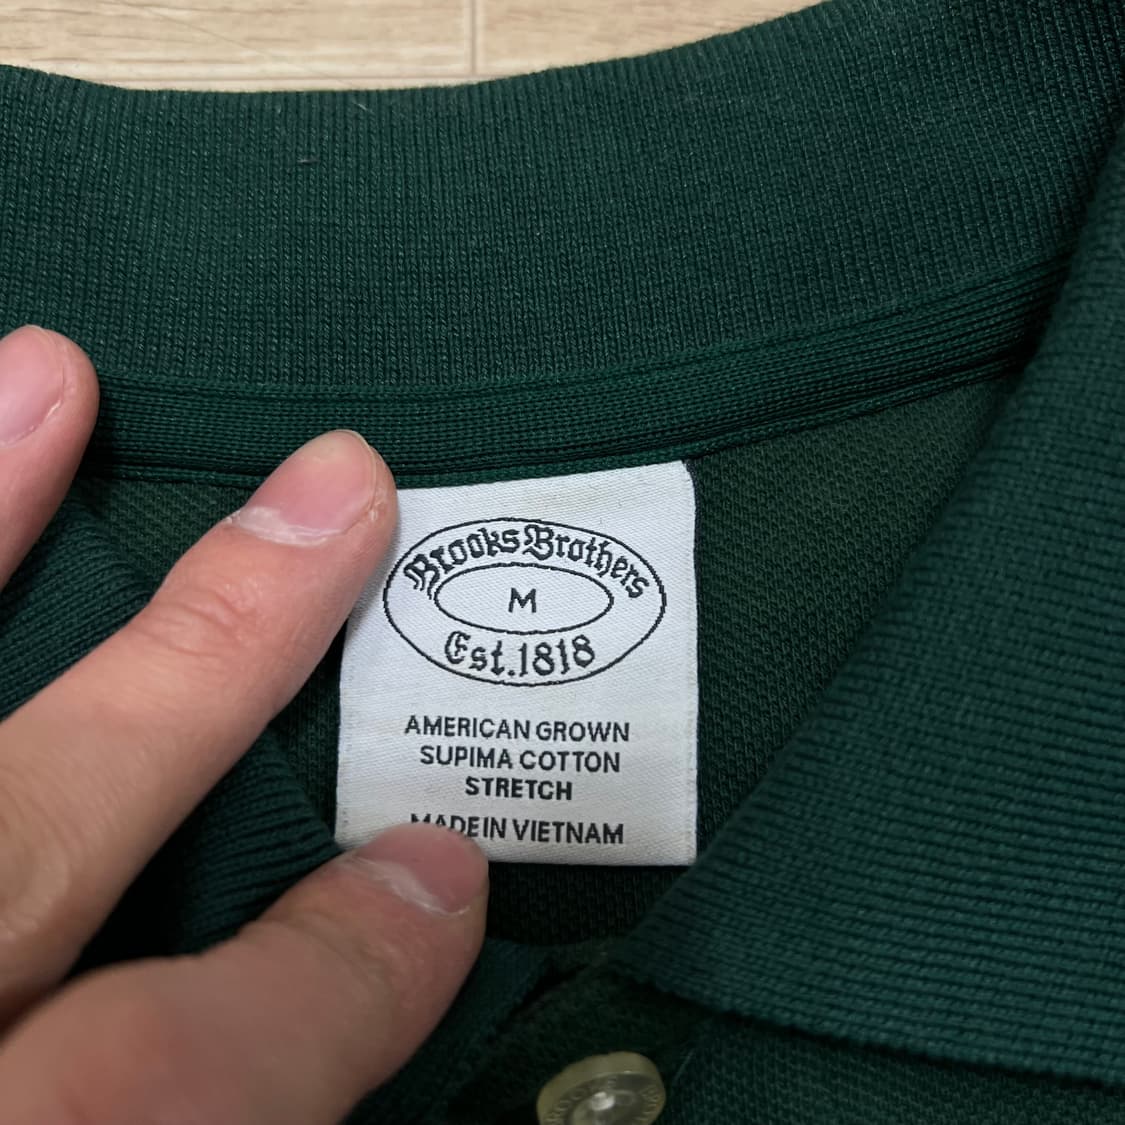 Brooks Brothers
M
Est. 1818
AMERICAN GROWN
SUPIMA COTTON
STRETCH
MADE IN VIETNAM